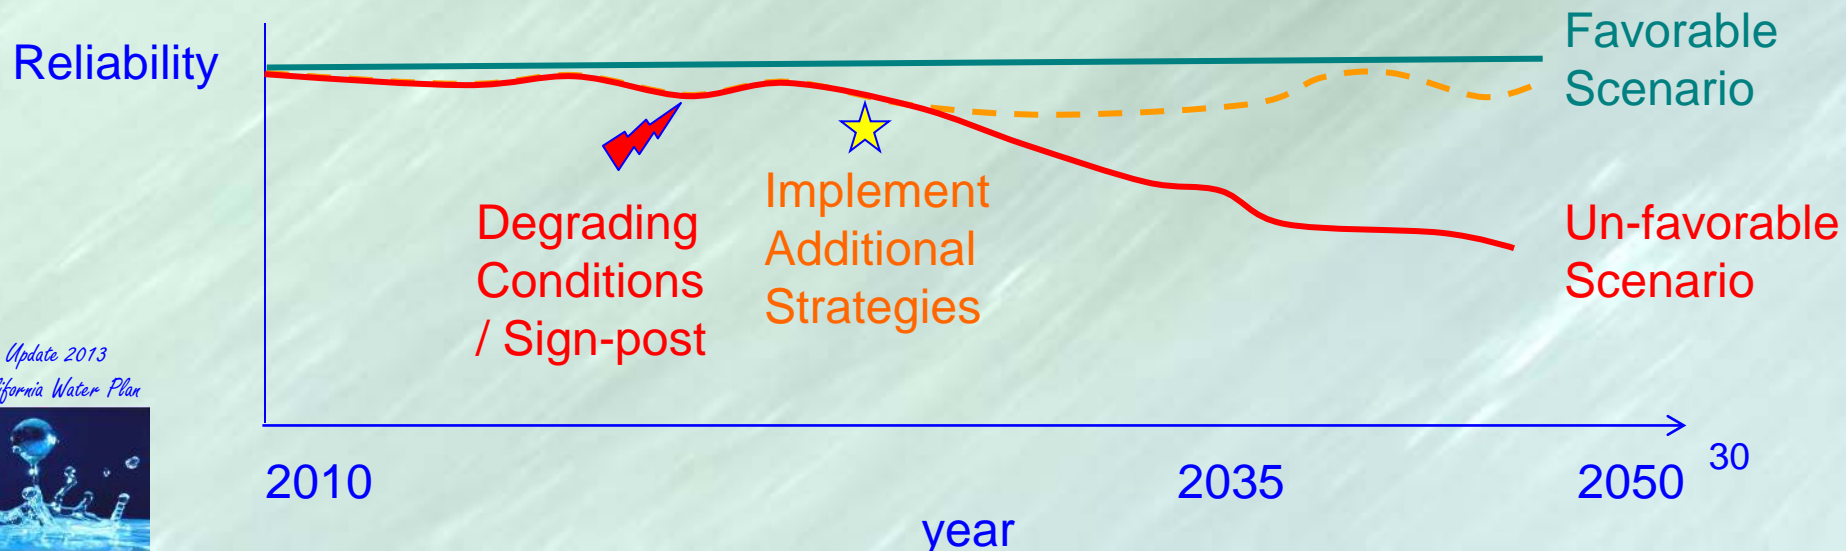 Reliability
Favorable
Scenario
Degrading
Conditions
/ Sign-post
Implement
Additional
Strategies
Un-favorable
Scenario
Update 2013
ifornia Water Plan
2010
2035
2050
30
year